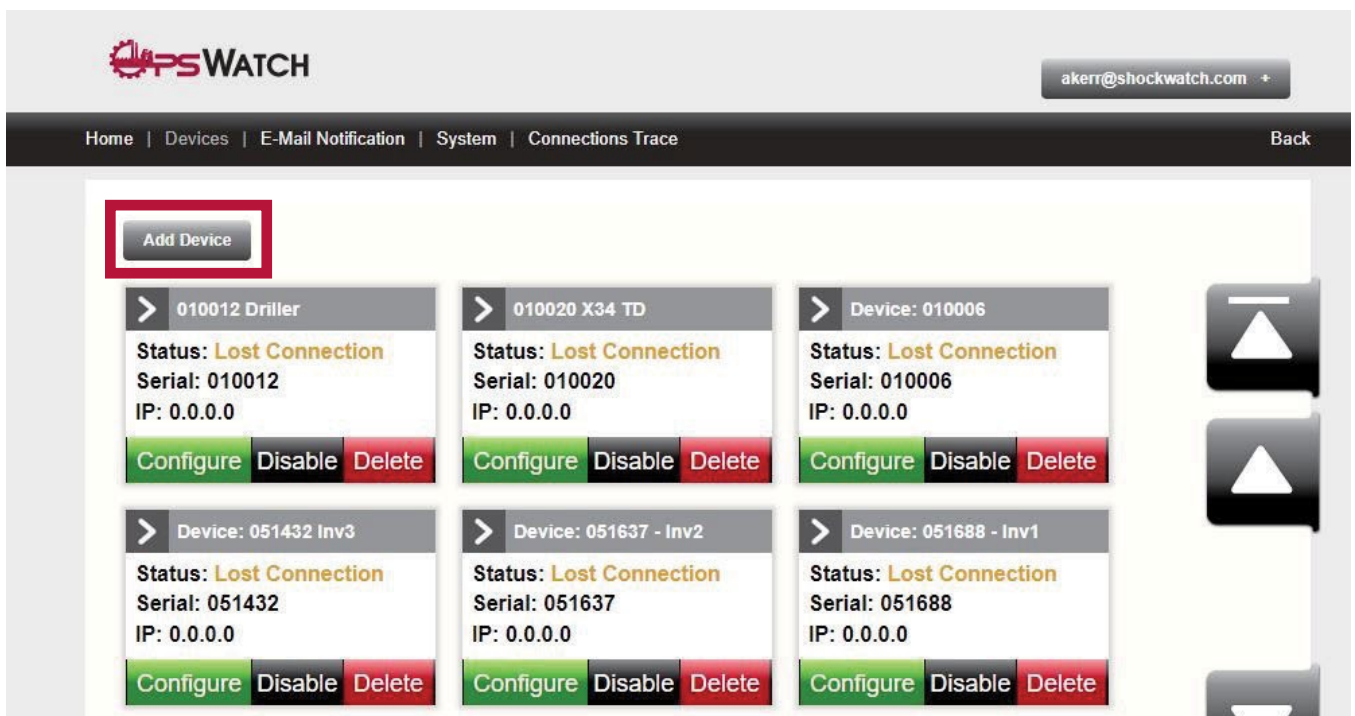 OPSWATCH
akerr@shockwatch.com +
Home | Devices | E-Mail Notification | System | Connections Trace Back
Add Device
010012 Driller
Status: Lost Connection
Serial: 010012
IP: 0.0.0.0
Configure Disable Delete
010020 X34 TD
Status: Lost Connection
Serial: 010020
IP: 0.0.0.0
Configure Disable Delete
Device: 010006
Status: Lost Connection
Serial: 010006
IP: 0.0.0.0
Configure Disable Delete
Device: 051432 Inv3
Status: Lost Connection
Serial: 051432
IP: 0.0.0.0
Configure Disable Delete
Device: 051637 - Inv2
Status: Lost Connection
Serial: 051637
IP: 0.0.0.0
Configure Disable Delete
Device: 051688 - Inv1
Status: Lost Connection
Serial: 051688
IP: 0.0.0.0
Configure Disable Delete